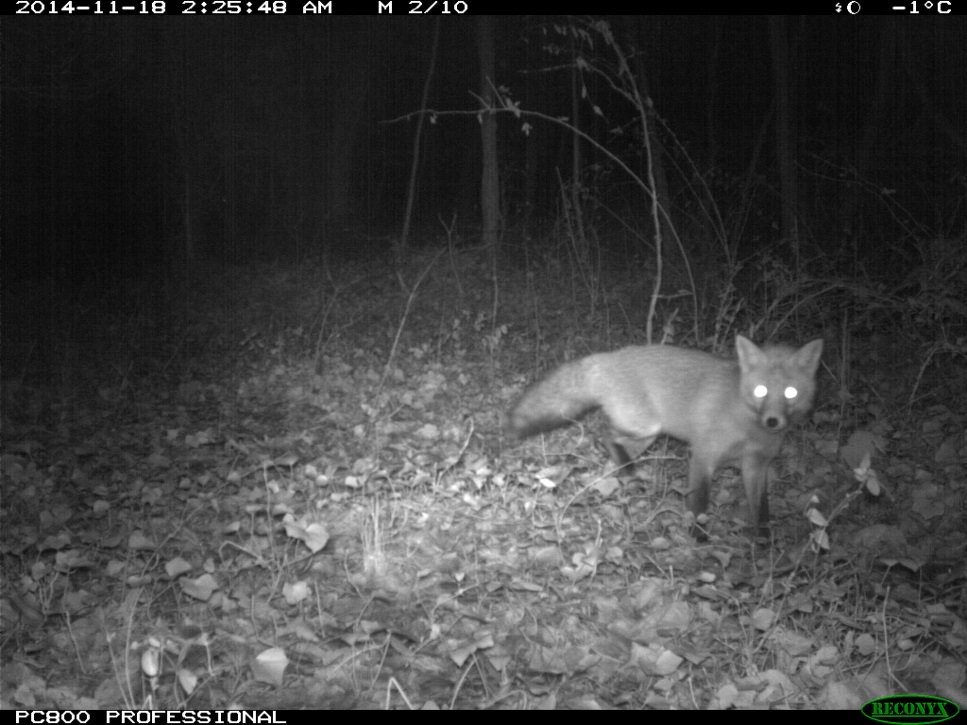 2014-11-18 2:25:48 AM M 2/10 -1°C
PC800 PROFESSIONAL RECONYX